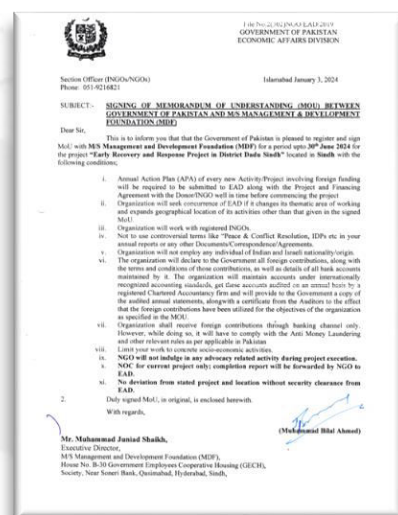 GOVERNMENT OF PAKISTAN
ECONOMIC AFFAIRS DIVISION
Section Officer (INGOs/NGOs)
Phone: 051-9216821
Islamabad January 3, 2024
SUBJECT:- SIGNING OF MEMORANDUM OF UNDERSTANDING (MOU) BETWEEN
GOVERNMENT OF PAKISTAN AND M/S MANAGEMENT & DEVELOPMENT
FOUNDATION (MDF)
Dear Sir,
This is to inform you that that the Government of Pakistan is pleased to register and sign
MoU with M/S Management and Development Foundation (MDF) for a period upto 30th June 2024 for
the project "Early Recovery and Response Project in District Dadu Sindh" located in Sindh with the
following conditions;
i. Annual Action Plan (APA) of every new Activity/Project involving foreign funding
will be required to be submitted to EAD along with the Project and Financing
Agreement with the Donor/INGO well in time before commencing the project
ii. Organization will seek concurrence of EAD if it changes its thematic area of working
and expands geographical location of its activities other than that given in the signed
MoU.
iii. Organization will work with registered INGOs.
iv. Not to use controversial terms like "Peace & Conflict Resolution, IDPs etc in your
annual reports or any other Documents/Correspondence/Agreements.
v. Organization will not employ any individual of Indian and Israeli nationality/origin.
vi. The organization will declare to the Government all foreign contributions, along with
the terms and conditions of those contributions, as well as details of all bank accounts
maintained by it. The organization will maintain accounts under internationally
recognized accounting standards, get these accounts audited on an annual basis by a
registered Chartered Accountancy firm and will provide to the Government a copy of
the audited annual statements, alongwith a certificate from the Auditors to the effect
that the foreign contributions have been utilized for the objectives of the organization
as specified in the MOU.
vii. Organization shall receive foreign contributions through banking channel only.
However, while doing so, it will have to comply with the Anti Money Laundering
and other relevant rules as per applicable in Pakistan
viii. Limit your work to concrete socio-economic activities.
ix. NGO will not indulge in any advocacy related activity during project execution.
x. NOC for current project only; completion report will be forwarded by NGO to
EAD.
xi. No deviation from stated project and location without security clearance from
EAD.
2. Duly signed MoU, in original, is enclosed herewith.
With regards,
(Muhammad Bilal Ahmed)
Mr. Muhammad Juniad Shaikh,
Executive Director,
M/S Management and Development Foundation (MDF),
House No. B-30 Government Employees Cooperative Housing (GECH),
Society, Near Soneri Bank, Qasimabad, Hyderabad, Sindh,